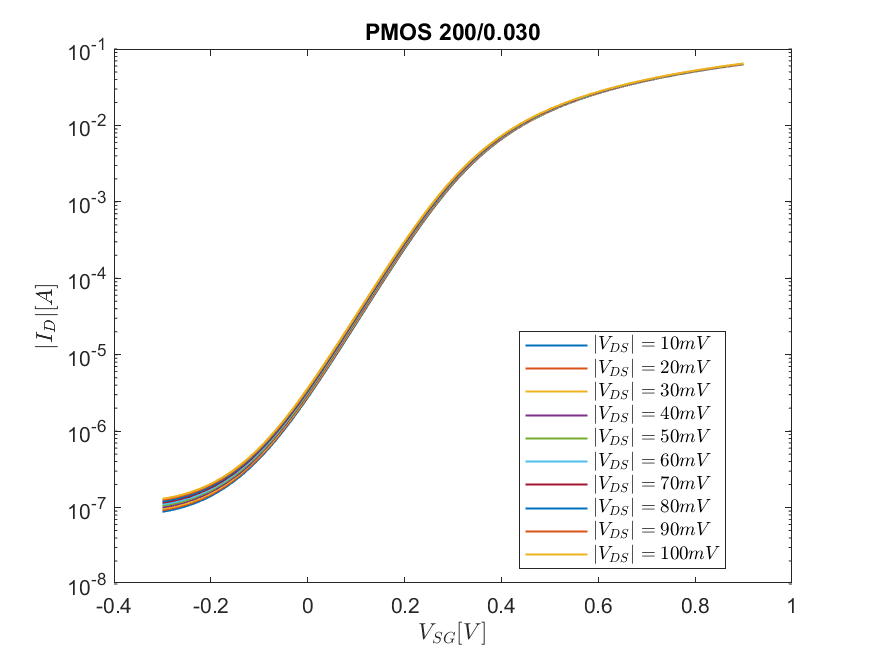 PMOS 200/0.030
10^-1
10^-2
10^-3
10^-4
10^-5
10^-6
10^-7
10^-8
|I_D|[A]
|V_DS| = 10mV
|V_DS| = 20mV
|V_DS| = 30mV
|V_DS| = 40mV
|V_DS| = 50mV
|V_DS| = 60mV
|V_DS| = 70mV
|V_DS| = 80mV
|V_DS| = 90mV
|V_DS| = 100mV
-0.4 -0.2 0 0.2 0.4 0.6 0.8 1
V_SG[V]